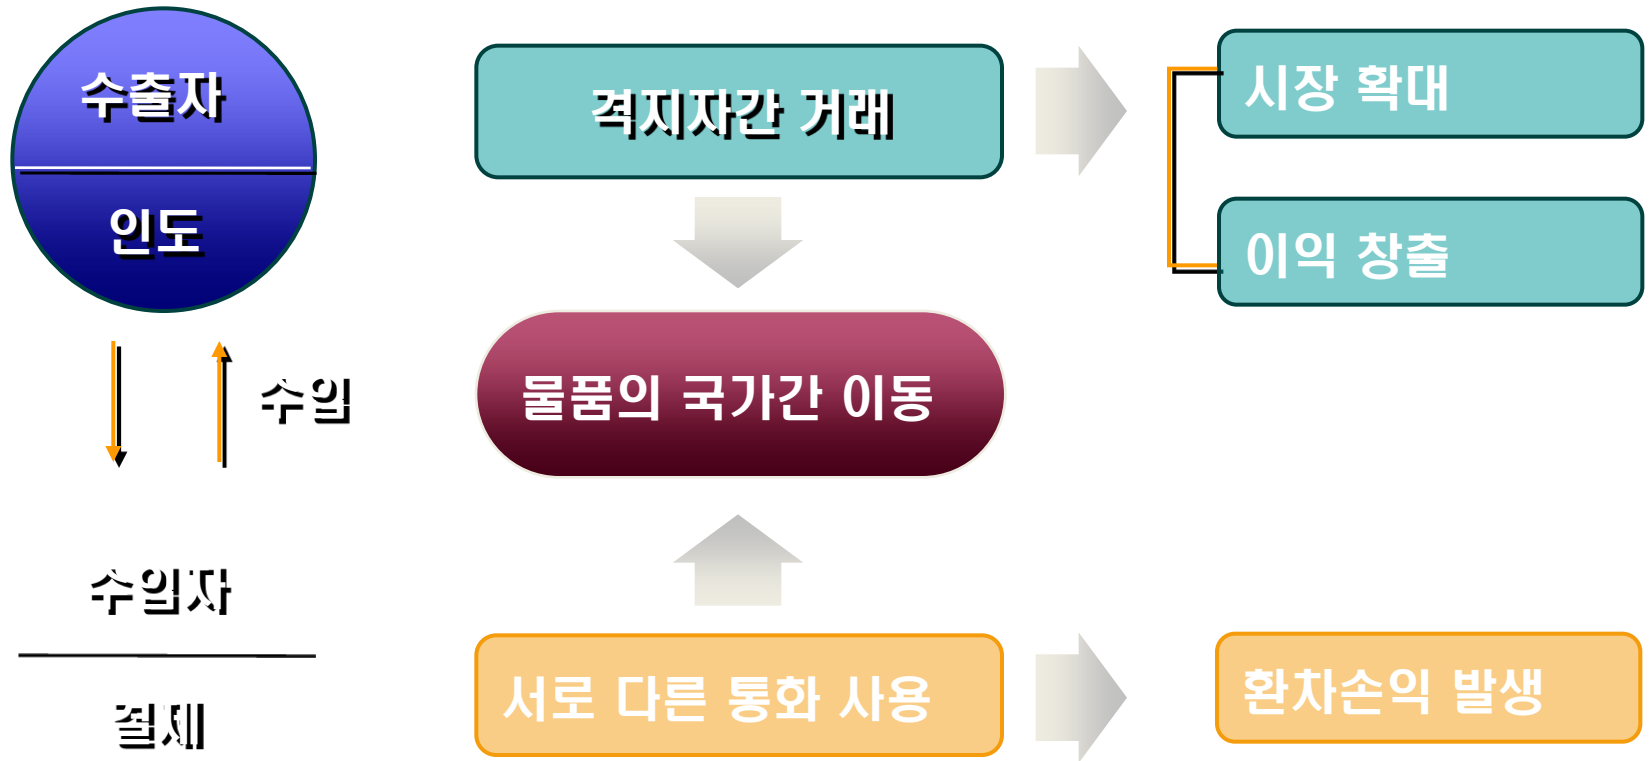 수출자
인도
수입
수입자
결제
격지자간 거래
물품의 국가간 이동
서로 다른 통화 사용
시장 확대
이익 창출
환차손익 발생